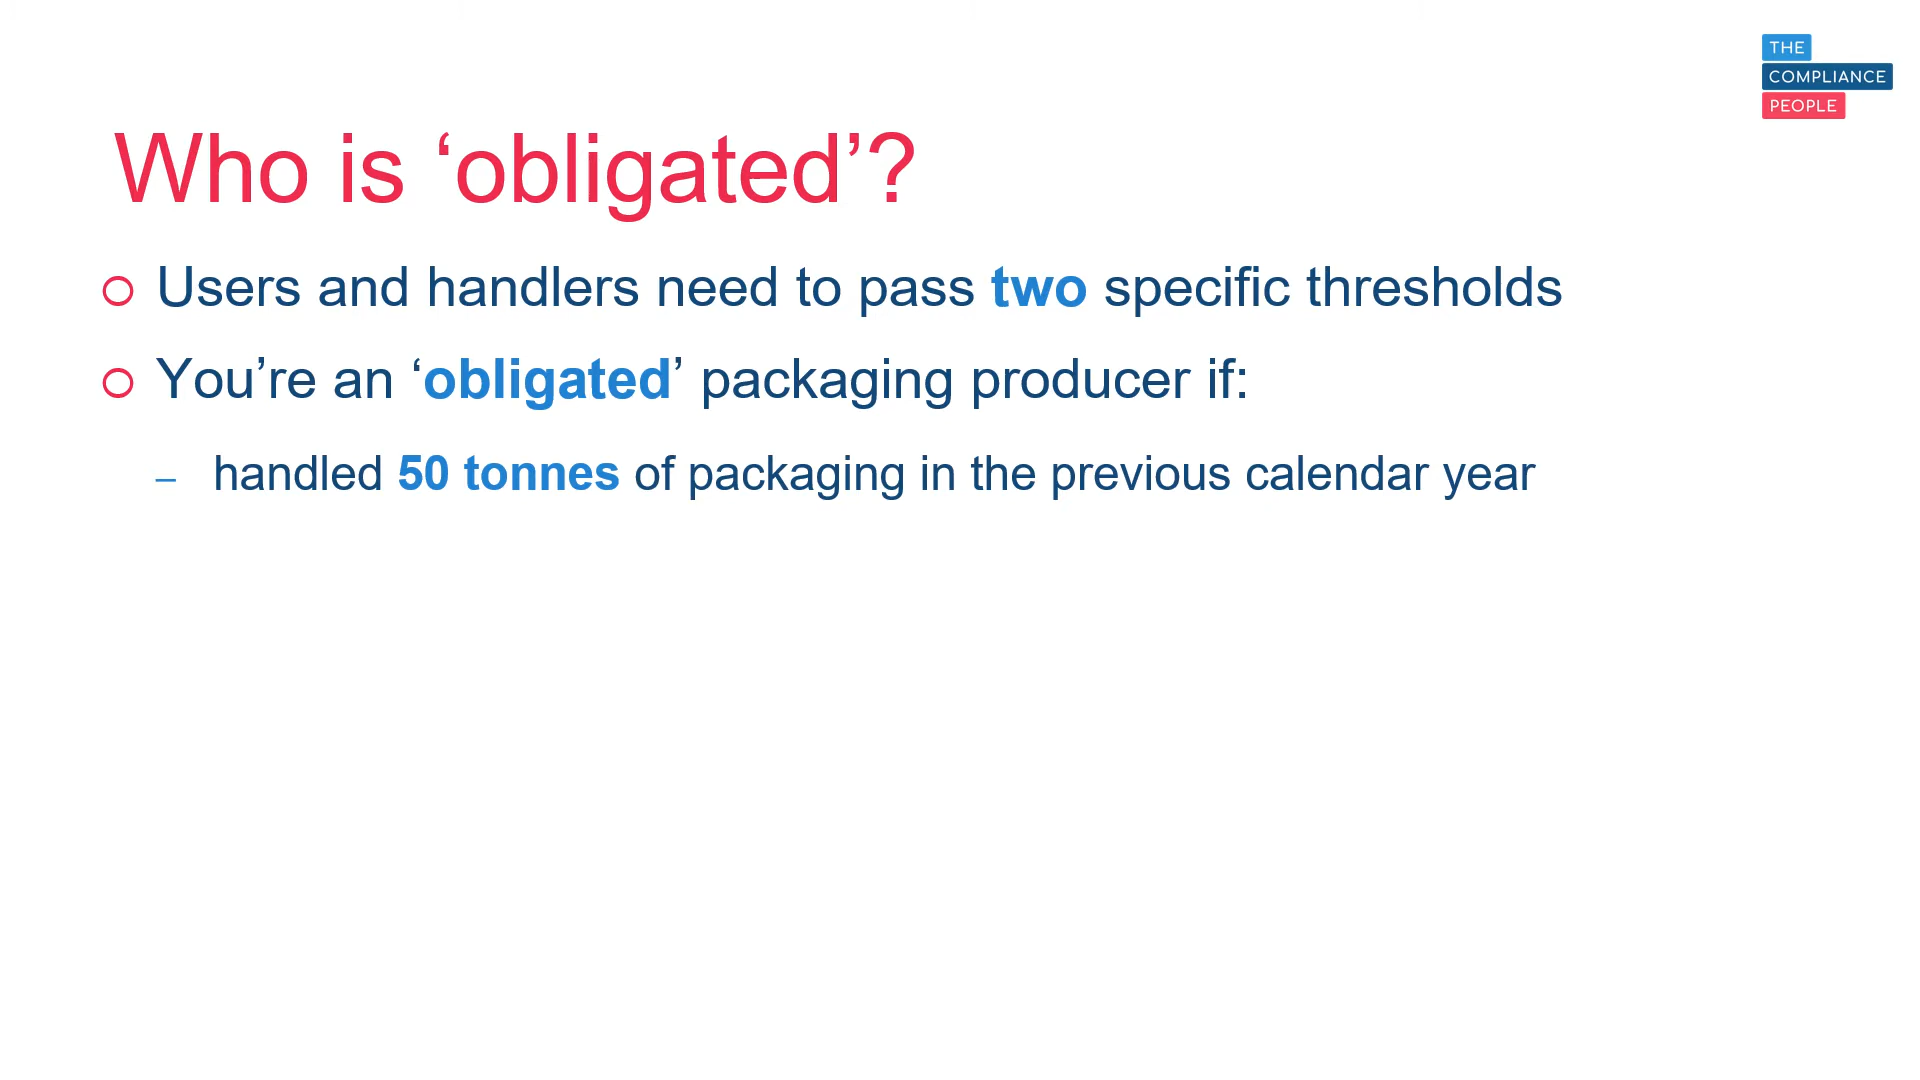 THE
COMPLIANCE
PEOPLE
Who is ‘obligated’?
Users and handlers need to pass two specific thresholds
You’re an ‘obligated’ packaging producer if:
– handled 50 tonnes of packaging in the previous calendar year